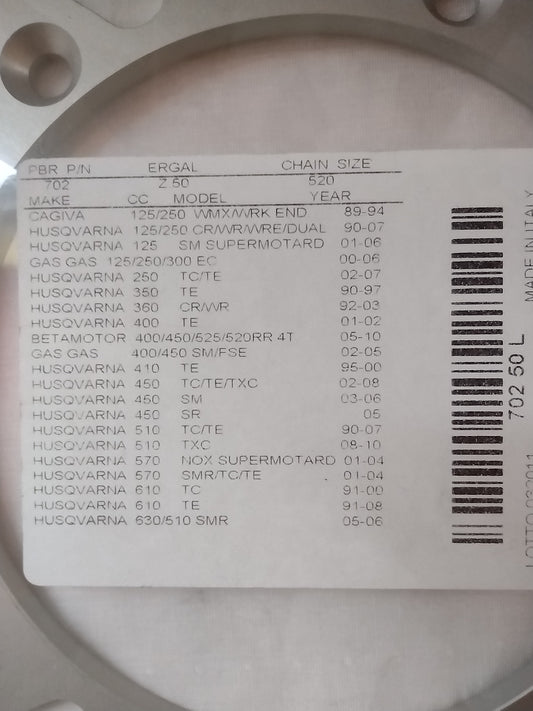 PBR P/N ERGAL CHAIN SIZE
702 Z 50 520
MAKE CC MODEL YEAR
CAGIVA 125/250 WMX/WRK END 89-94
HUSQVARNA 125/250 CR/WR/WRE/DUAL 90-07
HUSQVARNA 125 SM SUPERMOTARD 01-06
GAS GAS 125/250/300 EC 00-06
HUSQVARNA 250 TC/TE 02-07
HUSQVARNA 350 TE 90-97
HUSQVARNA 360 CR/WR 92-03
HUSQVARNA 400 TE 01-02
BETAMOTOR 400/450/525/520RR 4T 05-10
GAS GAS 400/450 SM/FSE 02-05
HUSQVARNA 410 TE 95-00
HUSQVARNA 450 TC/TE/TXC 02-08
HUSQVARNA 450 SM 03-06
HUSQVARNA 450 SR 05
HUSQVARNA 510 TC/TE 90-07
HUSQVARNA 510 TXC 08-10
HUSQVARNA 570 NOX SUPERMOTARD 01-04
HUSQVARNA 570 SMR/TC/TE 01-04
HUSQVARNA 610 TC 91-00
HUSQVARNA 610 TE 91-08
HUSQVARNA 630/510 SMR 05-06
702 50 L
MADE IN ITALY
LOTTO 032011